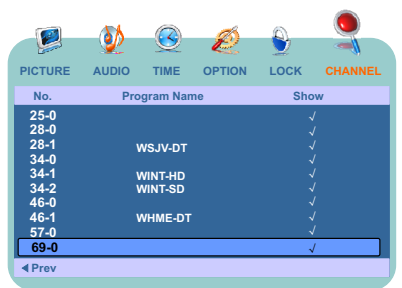 PICTURE AUDIO TIME OPTION LOCK CHANNEL
No. Program Name Show
25-0 √
28-0 √
28-1 WSJV-DT √
34-0 √
34-1 WINT-HD √
34-2 WINT-SD √
46-0 √
46-1 WHME-DT √
57-0 √
69-0 √
◀ Prev